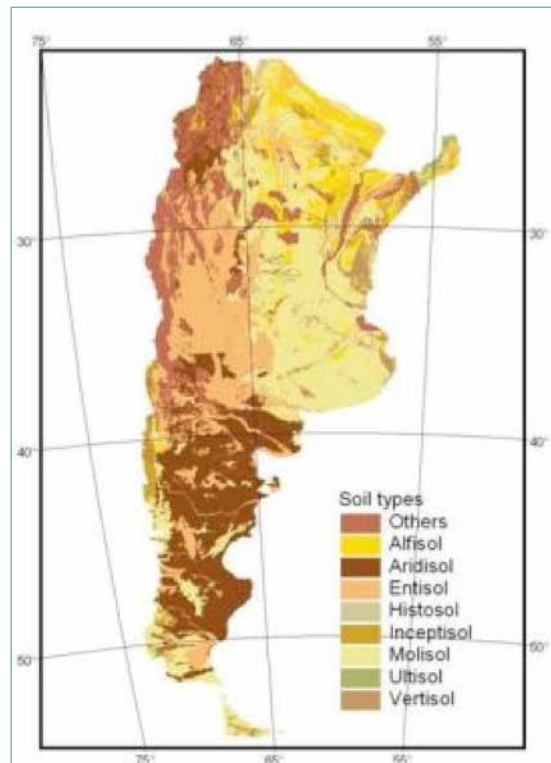 75°
65°
55°
30°
30°
40°
40°
50°
50°
Soil types
Others
Alfisol
Aridisol
Entisol
Histosol
Inceptisol
Molisol
Ultisol
Vertisol
75°
65°
55°